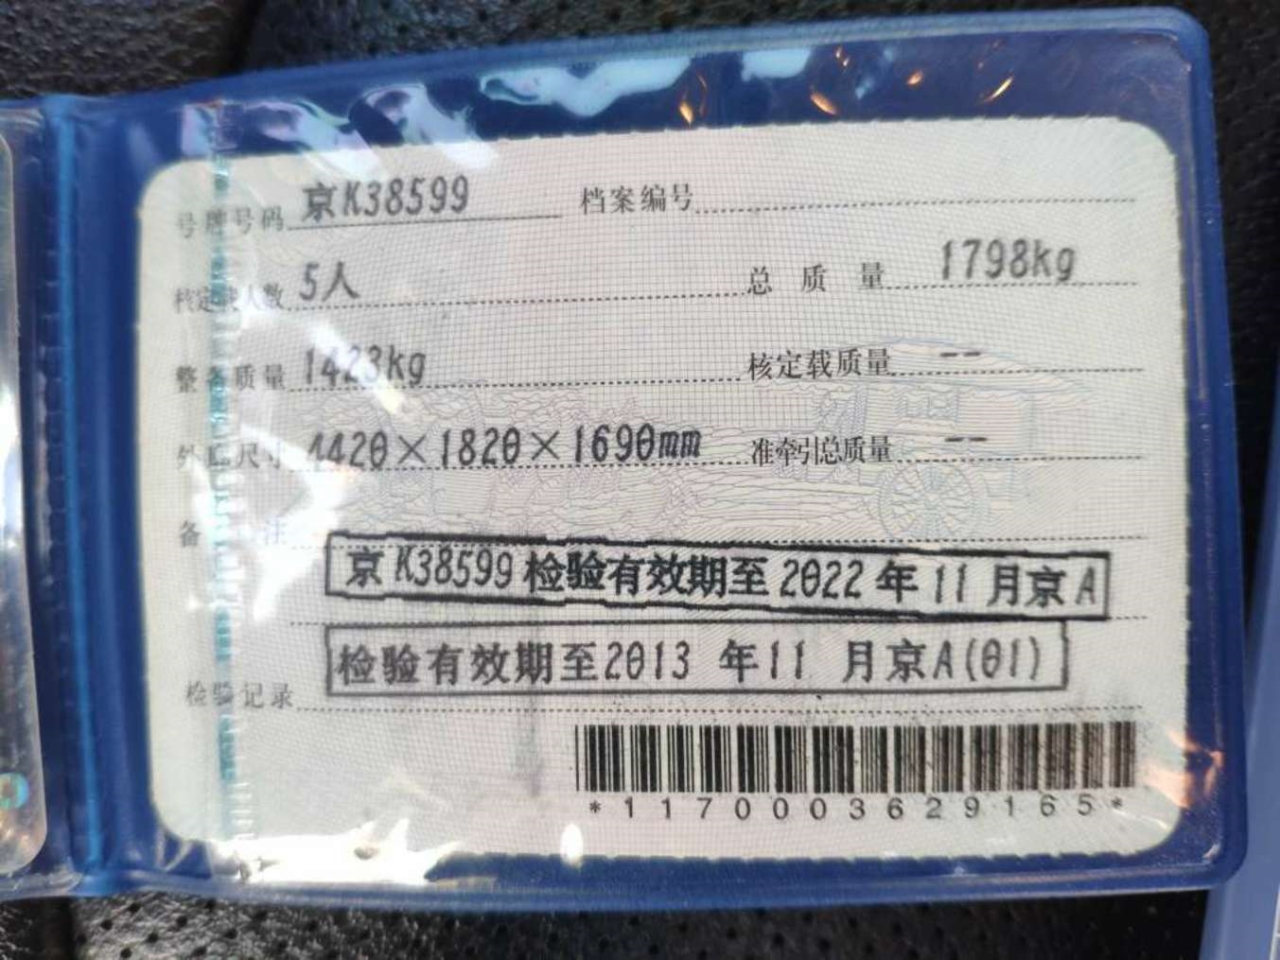 号牌号码 京K38599 档案编号
核定载人数 5人 总质量 1798kg
整备质量 1423kg 核定载质量 --
外廓尺寸 4420×1820×1690mm 准牵引总质量 --
备注
京K38599检验有效期至2022年11月京A
检验有效期至2013 年11 月京A(01)
检验记录
*1170003629165*